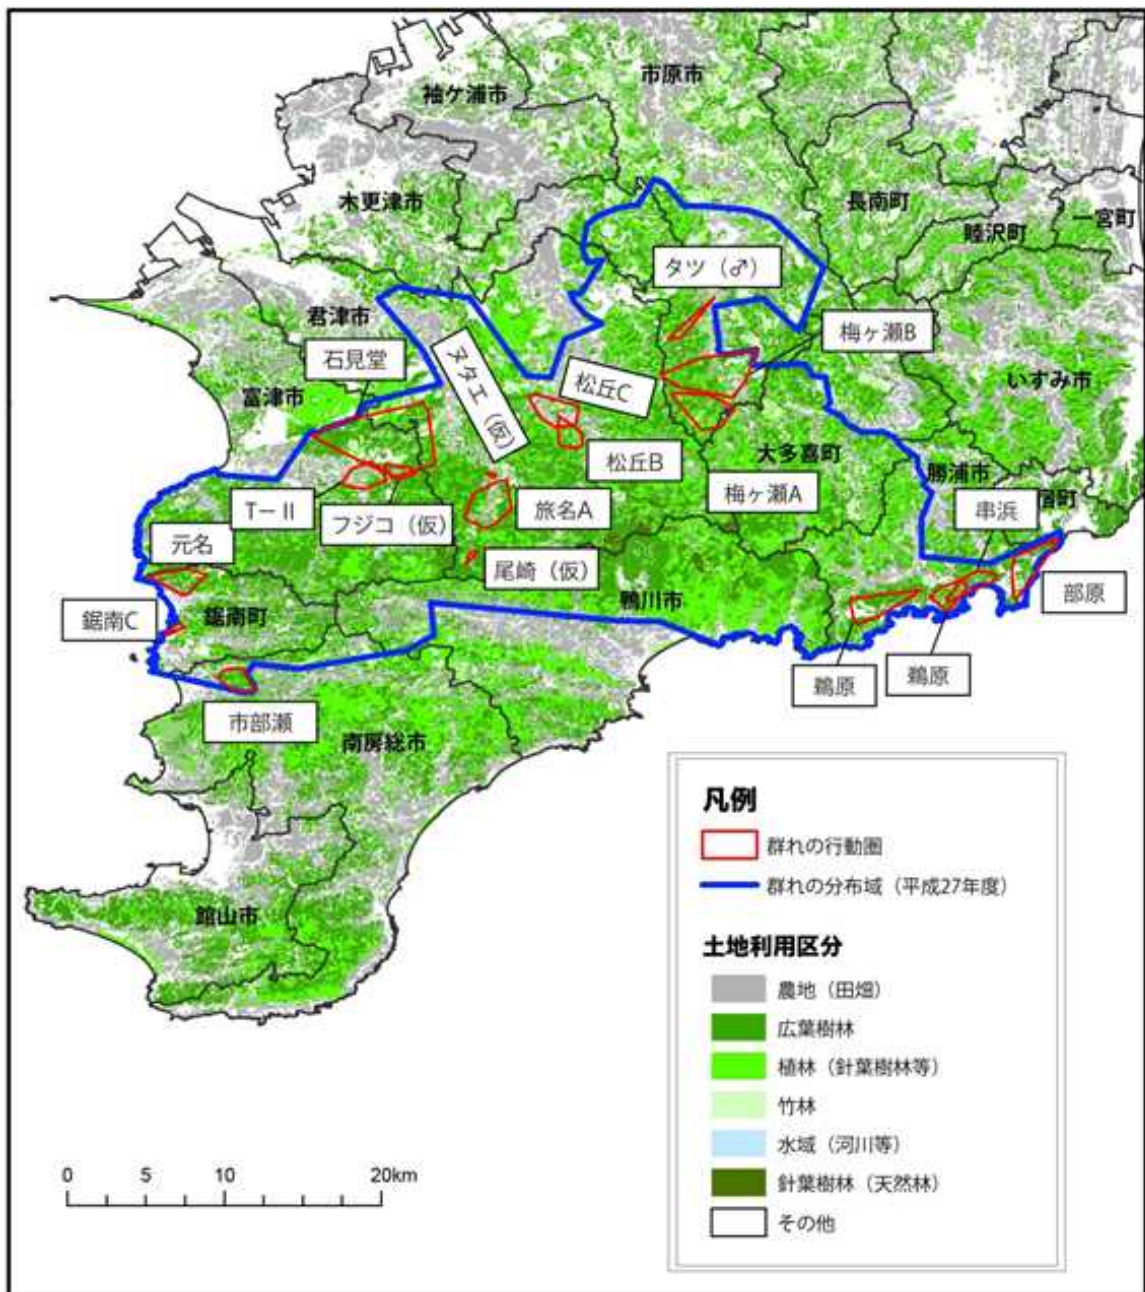 市原市
袖ケ浦市
木更津市
長南町
睦沢町
一宮町
タツ（♂）
君津市
梅ヶ瀬B
石見堂
ヌタエ（仮）
松丘C
いすみ市
富津市
松丘B
大多喜町
勝浦市
梅ヶ瀬A
串浜
宿町
T－Ⅱ
フジコ（仮）
旅名A
元名
尾崎（仮）
部原
鋸南C
鋸南町
鴨川市
鵜原
鵜原
市部瀬
南房総市
館山市
凡例
群れの行動圏
群れの分布域（平成27年度）
土地利用区分
農地（田畑）
広葉樹林
植林（針葉樹林等）
竹林
水域（河川等）
針葉樹林（天然林）
その他
0 5 10 20km